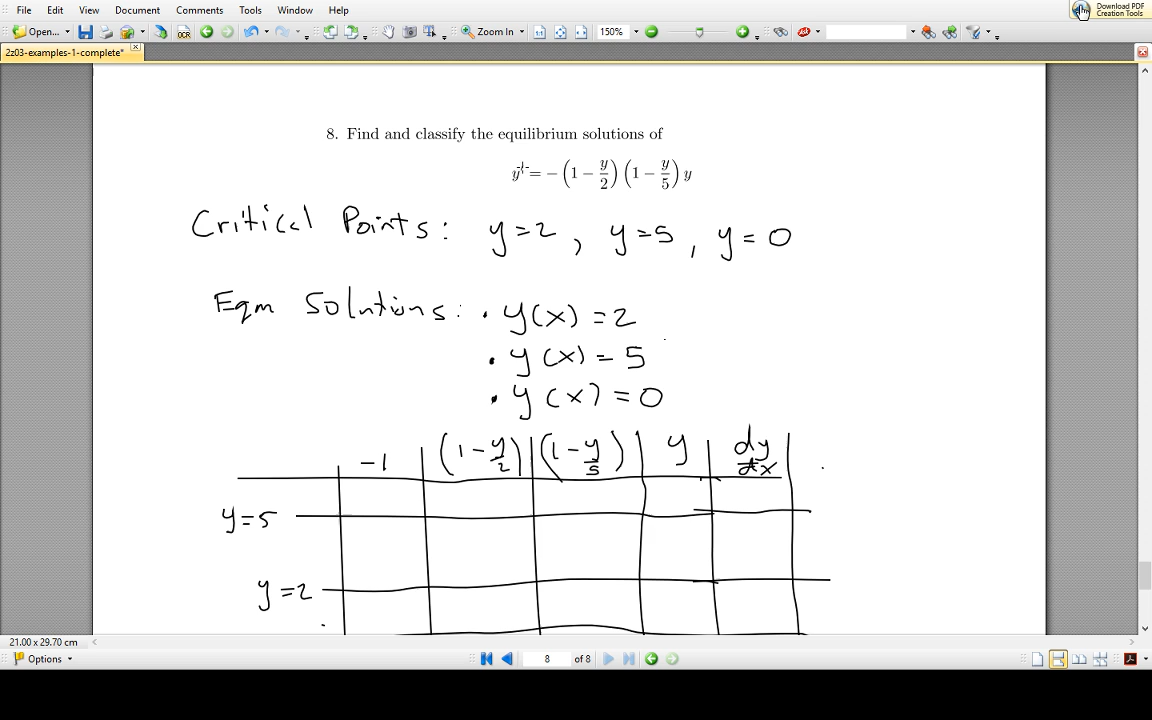 File Edit View Document Comments Tools Window Help
Download PDF Creation Tools
Open... OCR Zoom In 150%
2z03-examples-1-complete*
8. Find and classify the equilibrium solutions of
y' = −(1 − y/2)(1 − y/5)y
Critical Points: y=2, y=5, y=0
Eqm Solutions: • y(x) = 2
• y(x) = 5
• y(x) = 0
-1 (1-y/2) (1-y/5) y dy/dx
y=5
y=2
21.00 x 29.70 cm
Options 8 of 8